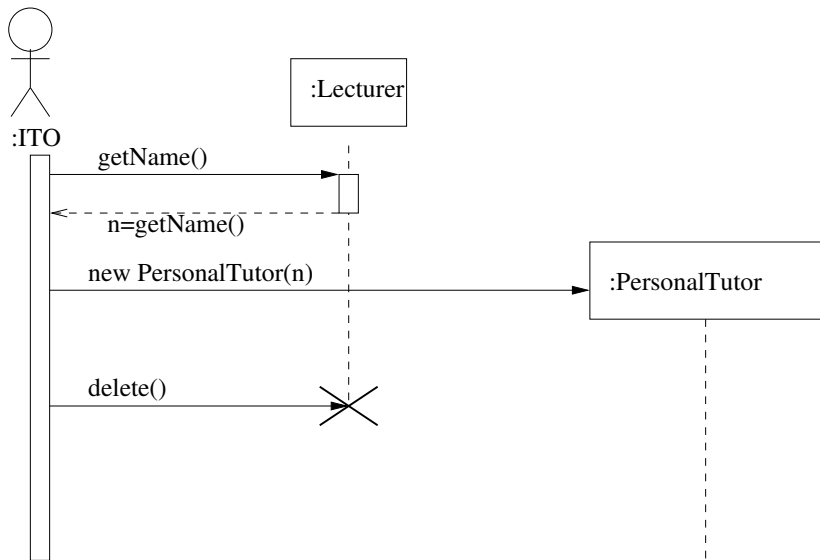 :Lecturer
:ITO
getName()
n=getName()
new PersonalTutor(n)
:PersonalTutor
delete()